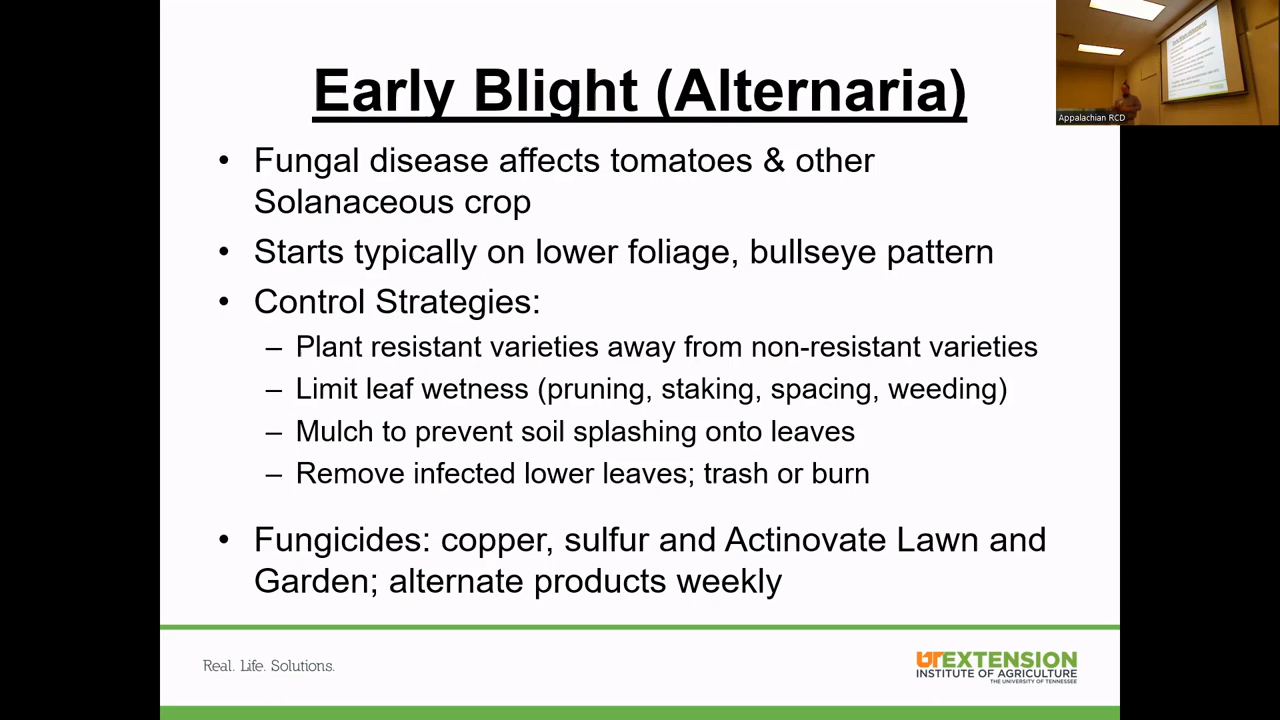 Early Blight (Alternaria)
• Fungal disease affects tomatoes & other
Solanaceous crop
• Starts typically on lower foliage, bullseye pattern
• Control Strategies:
– Plant resistant varieties away from non-resistant varieties
– Limit leaf wetness (pruning, staking, spacing, weeding)
– Mulch to prevent soil splashing onto leaves
– Remove infected lower leaves; trash or burn
• Fungicides: copper, sulfur and Actinovate Lawn and
Garden; alternate products weekly
Real. Life. Solutions.
UT EXTENSION
INSTITUTE OF AGRICULTURE
THE UNIVERSITY OF TENNESSEE
Appalachian RCD